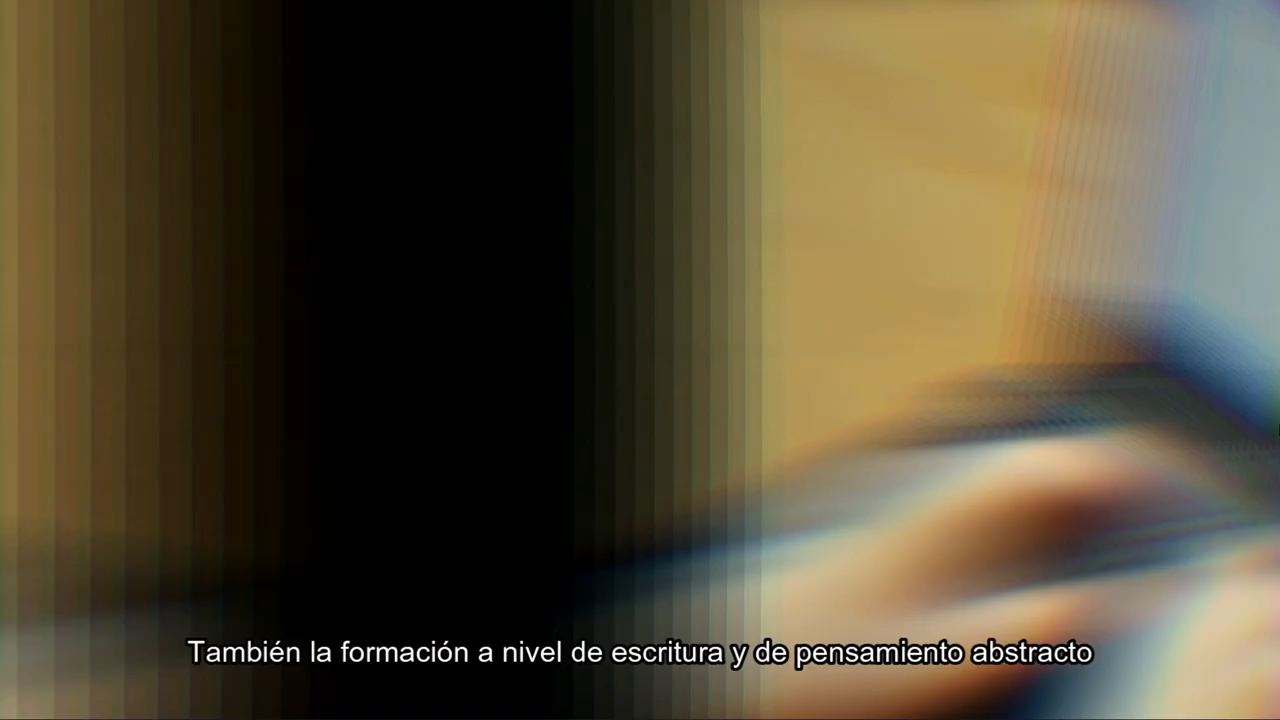 También la formación a nivel de escritura y de pensamiento abstracto